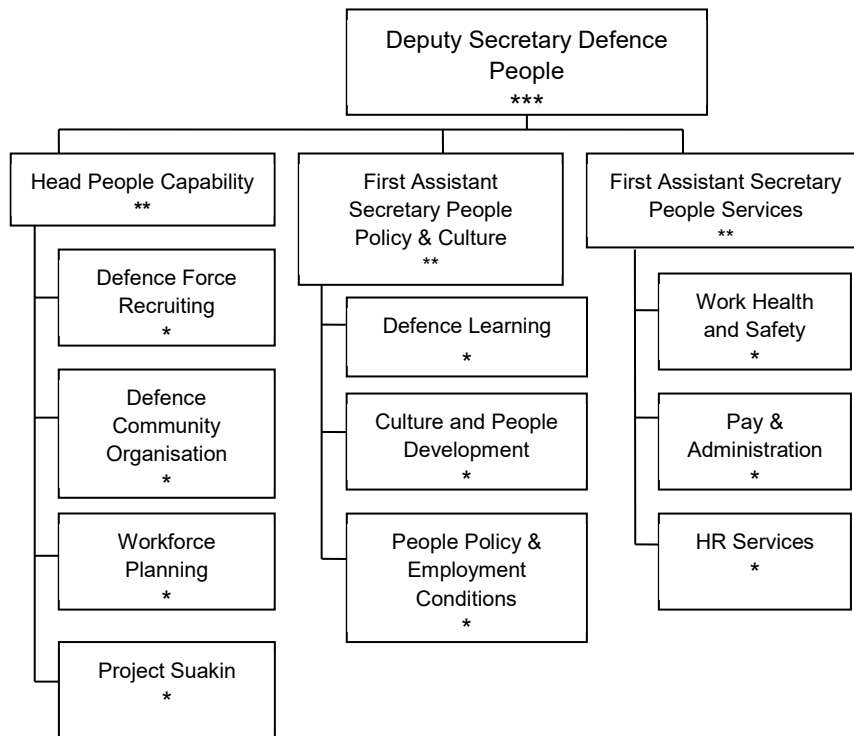 Deputy Secretary Defence
People
***
Head People Capability
**
Defence Force
Recruiting
*
Defence
Community
Organisation
*
Workforce
Planning
*
Project Suakin
*
First Assistant
Secretary People
Policy & Culture
**
Defence Learning
*
Culture and People
Development
*
People Policy &
Employment
Conditions
*
First Assistant Secretary
People Services
**
Work Health
and Safety
*
Pay &
Administration
*
HR Services
*